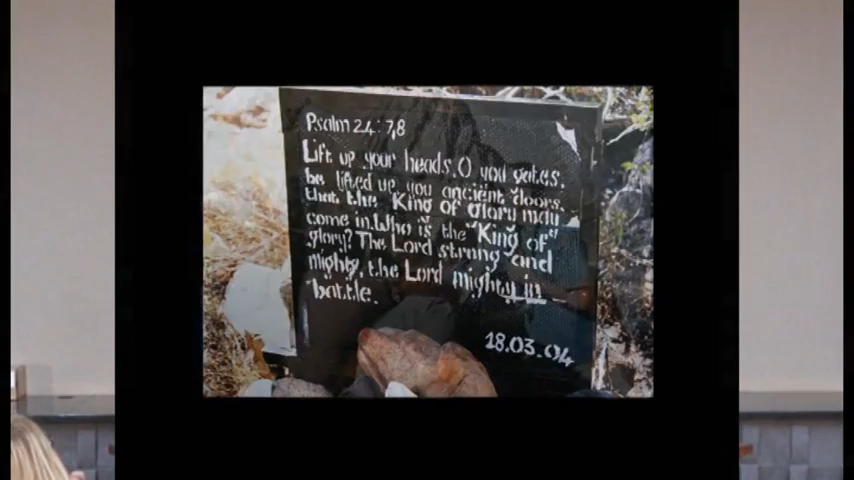 Psalm 24:7,8
Lift up your heads, O you gates,
be lifted up you ancient doors,
that the "King of Glory may
come in. Who is the "King of"
glory? The Lord strong and
mighty, the Lord mighty in
battle.
18.03.04